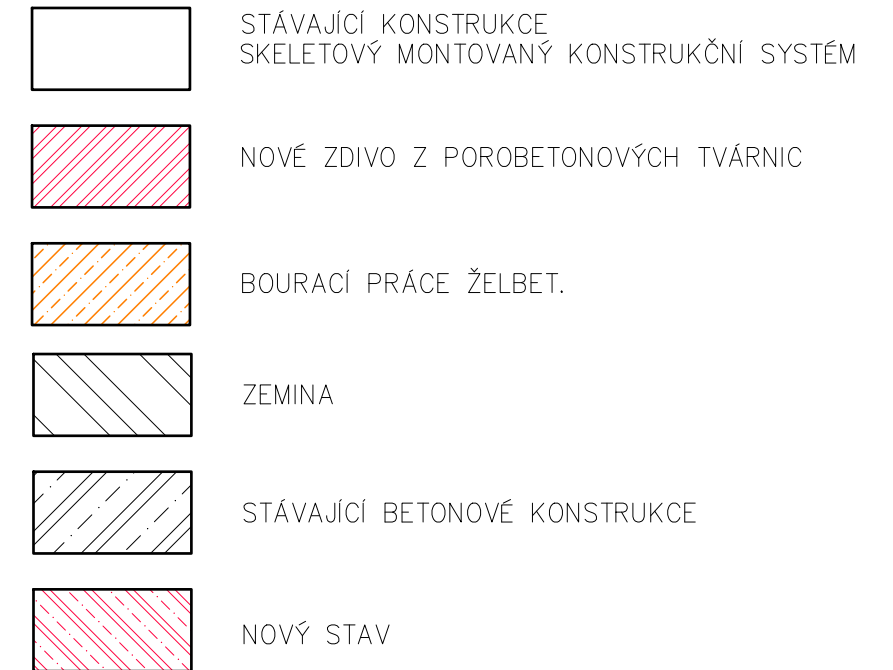 STÁVAJÍCÍ KONSTRUKCE
SKELETOVÝ MONTOVANÝ KONSTRUKČNÍ SYSTÉM
NOVÉ ZDIVO Z POROBETONOVÝCH TVÁRNIC
BOURACÍ PRÁCE ŽELBET.
ZEMINA
STÁVAJÍCÍ BETONOVÉ KONSTRUKCE
NOVÝ STAV